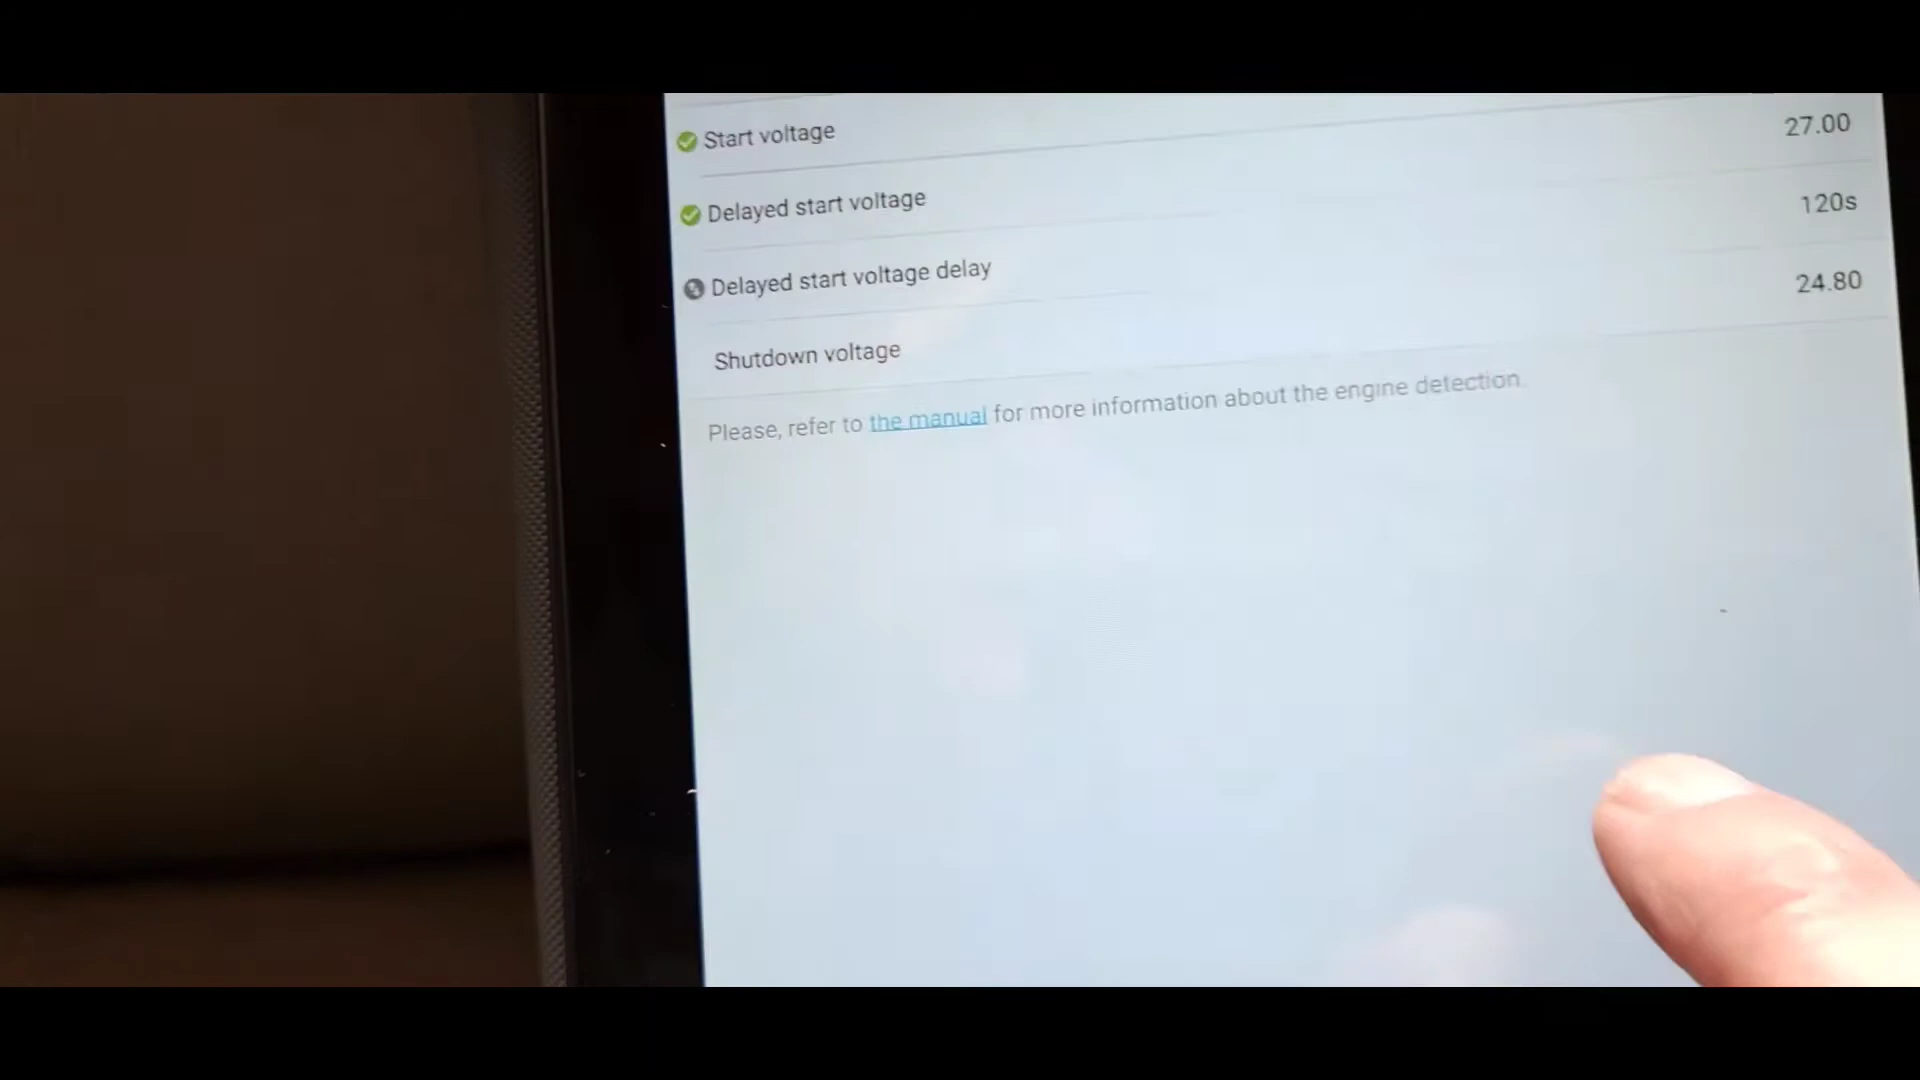 Start voltage
Delayed start voltage 27.00
Delayed start voltage delay 120s
Shutdown voltage 24.80
Please, refer to the manual for more information about the engine detection.